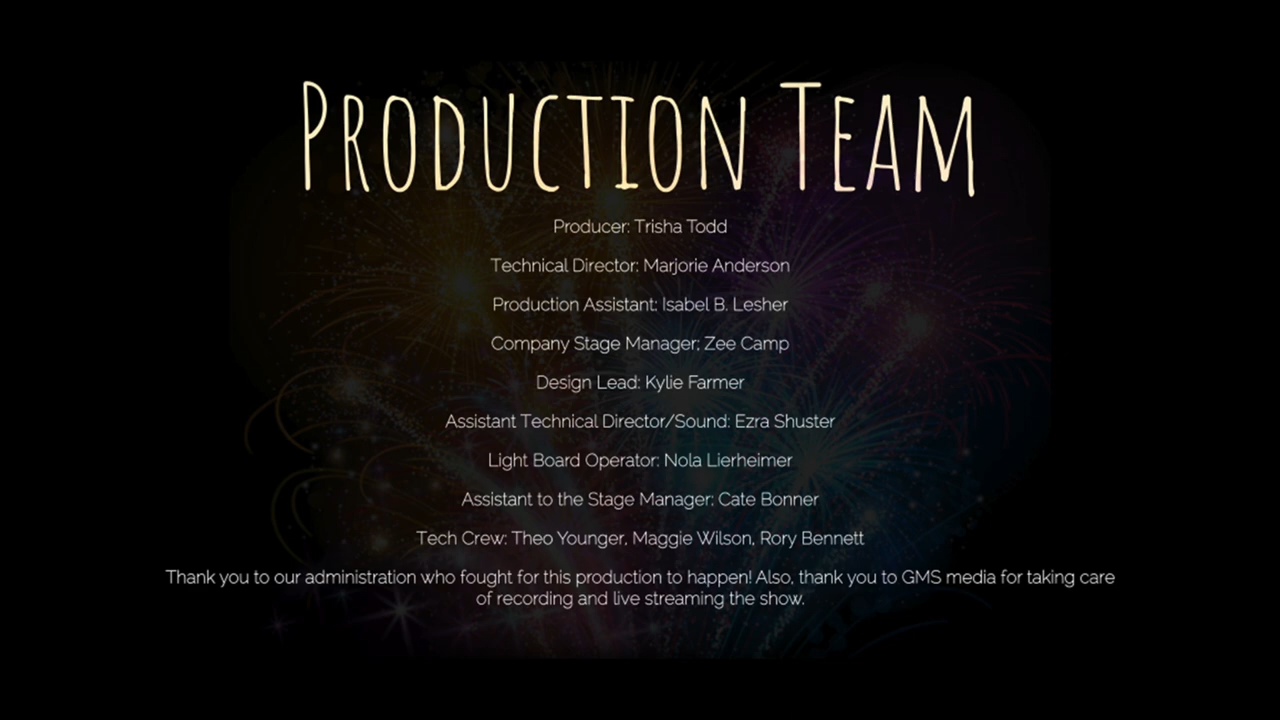 Production Team
Producer: Trisha Todd
Technical Director: Marjorie Anderson
Production Assistant: Isabel B. Lesher
Company Stage Manager: Zee Camp
Design Lead: Kylie Farmer
Assistant Technical Director/Sound: Ezra Shuster
Light Board Operator: Nola Lierheimer
Assistant to the Stage Manager: Cate Bonner
Tech Crew: Theo Younger, Maggie Wilson, Rory Bennett
Thank you to our administration who fought for this production to happen! Also, thank you to GMS media for taking care
of recording and live streaming the show.